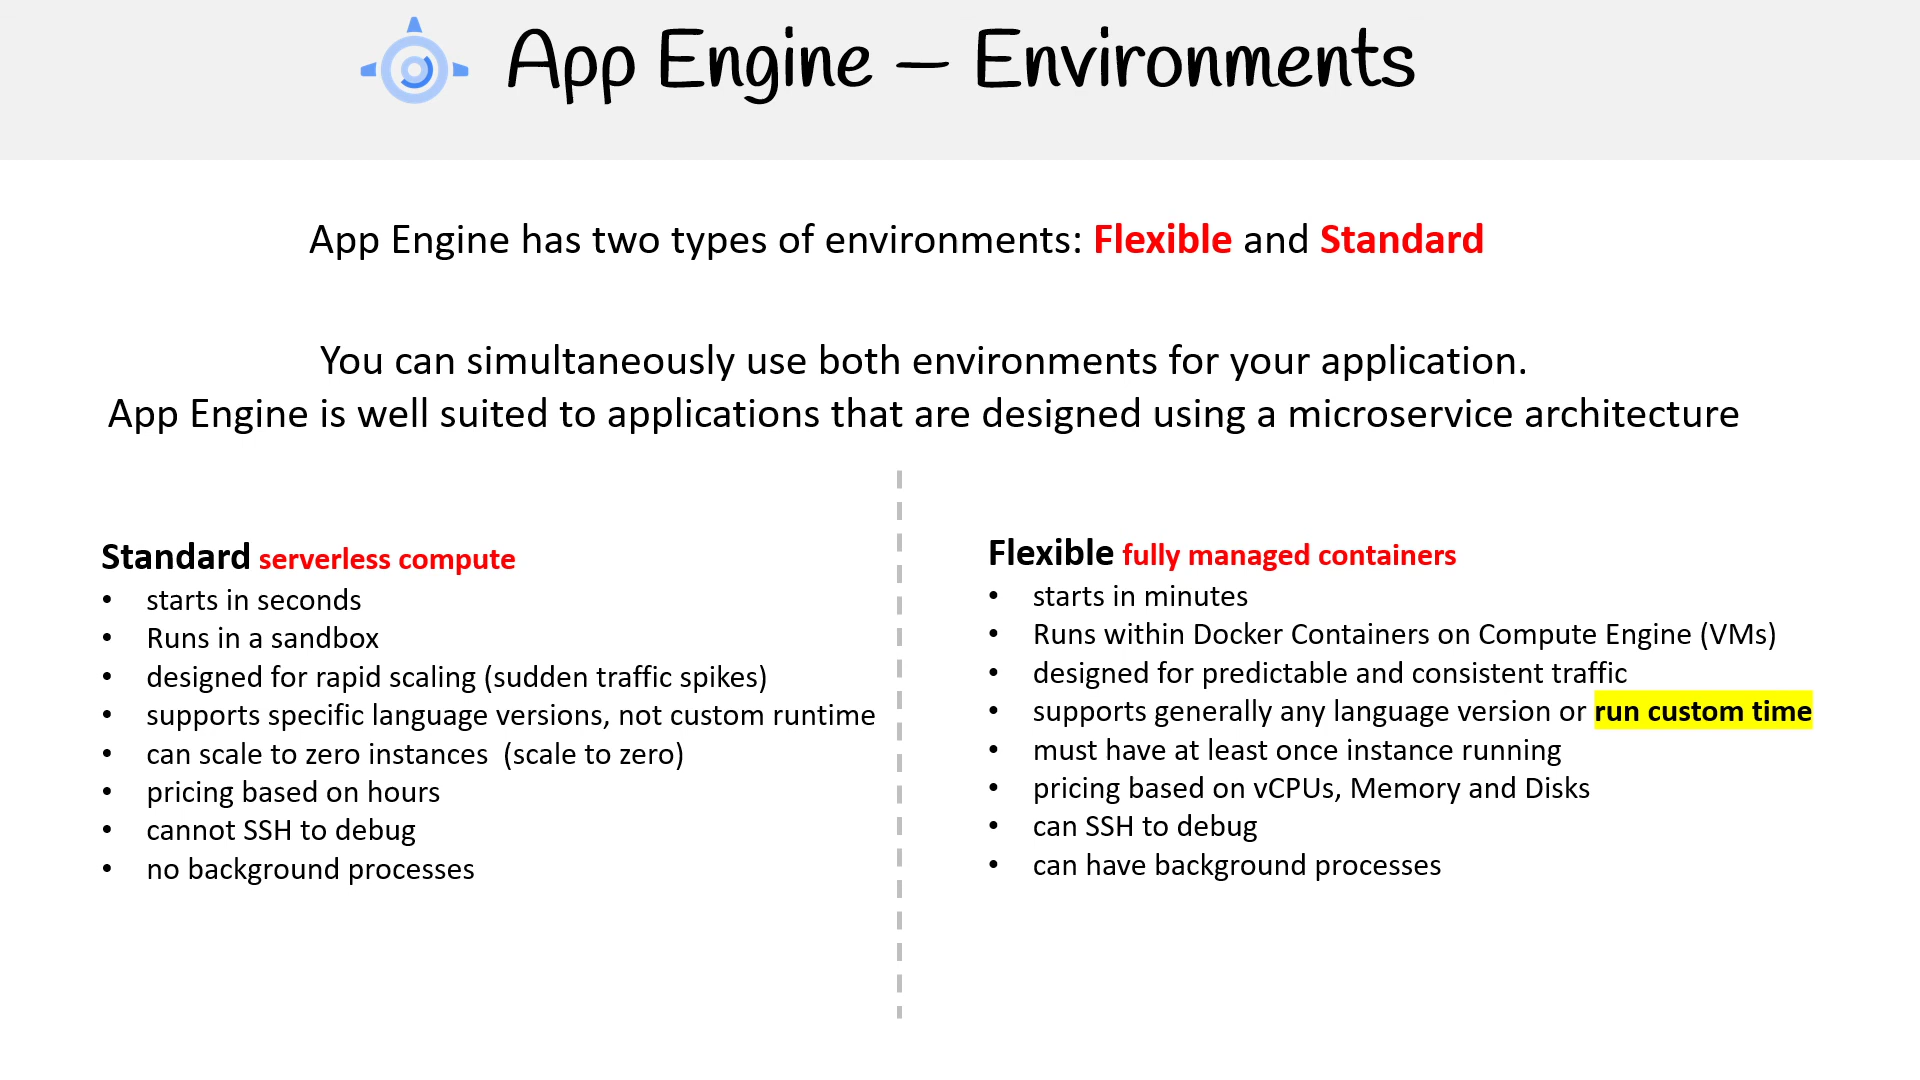 App Engine – Environments
App Engine has two types of environments: Flexible and Standard
You can simultaneously use both environments for your application.
App Engine is well suited to applications that are designed using a microservice architecture
Standard serverless compute
• starts in seconds
• Runs in a sandbox
• designed for rapid scaling (sudden traffic spikes)
• supports specific language versions, not custom runtime
• can scale to zero instances  (scale to zero)
• pricing based on hours
• cannot SSH to debug
• no background processes
Flexible fully managed containers
• starts in minutes
• Runs within Docker Containers on Compute Engine (VMs)
• designed for predictable and consistent traffic
• supports generally any language version or run custom time
• must have at least once instance running
• pricing based on vCPUs, Memory and Disks
• can SSH to debug
• can have background processes